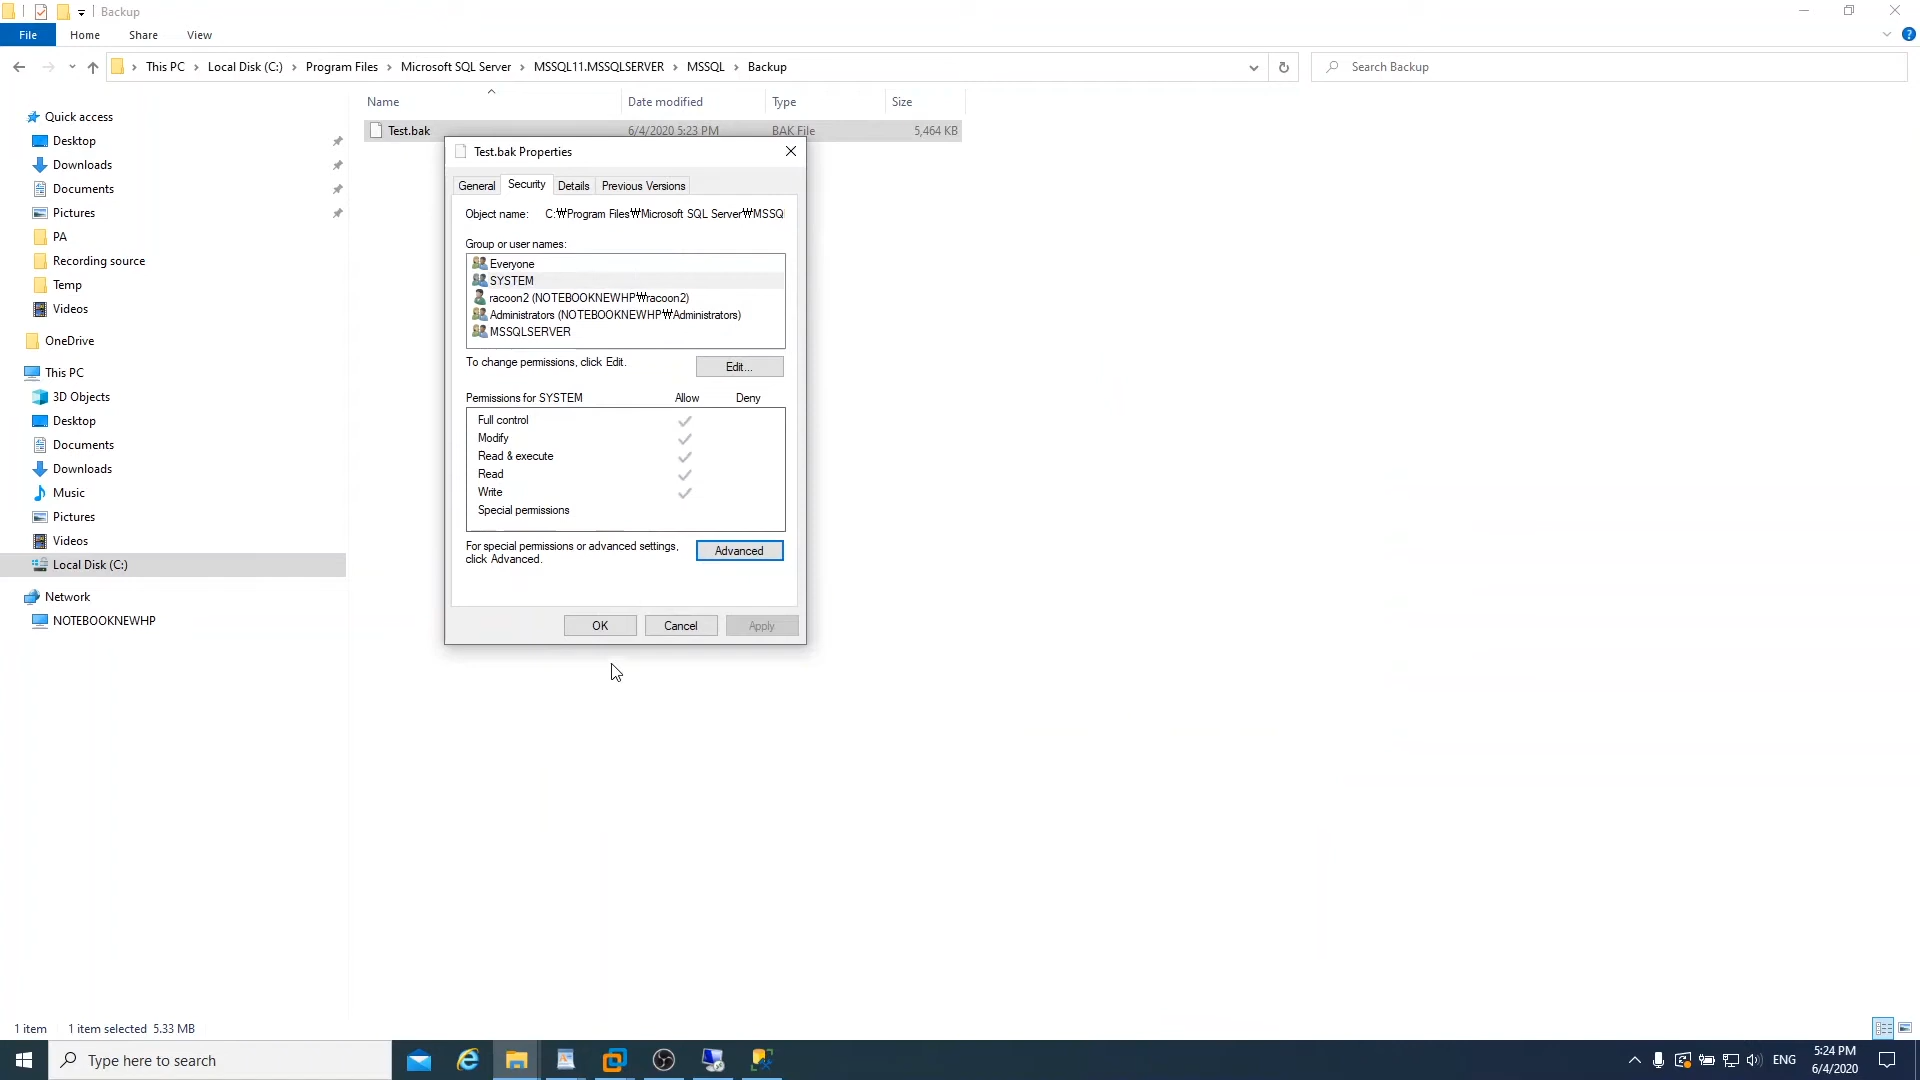 Backup
File Home Share View
This PC Local Disk (C:) Program Files Microsoft SQL Server MSSQL11.MSSQLSERVER MSSQL Backup
Search Backup
Name Date modified Type Size
Test.bak 6/4/2020 5:23 PM BAK File 5,464 KB
Quick access
Desktop
Downloads
Documents
Pictures
PA
Recording source
Temp
Videos
OneDrive
This PC
3D Objects
Desktop
Documents
Downloads
Music
Pictures
Videos
Local Disk (C:)
Network
NOTEBOOKNEWHP
Test.bak Properties
General Security Details Previous Versions
Object name: C:₩Program Files₩Microsoft SQL Server₩MSSQ
Group or user names:
Everyone
SYSTEM
racoon2 (NOTEBOOKNEWHP₩racoon2)
Administrators (NOTEBOOKNEWHP₩Administrators)
MSSQLSERVER
To change permissions, click Edit.
Edit...
Permissions for SYSTEM Allow Deny
Full control
Modify
Read & execute
Read
Write
Special permissions
For special permissions or advanced settings,
click Advanced.
Advanced
OK Cancel Apply
1 item 1 item selected 5.33 MB
Type here to search
ENG
5:24 PM
6/4/2020